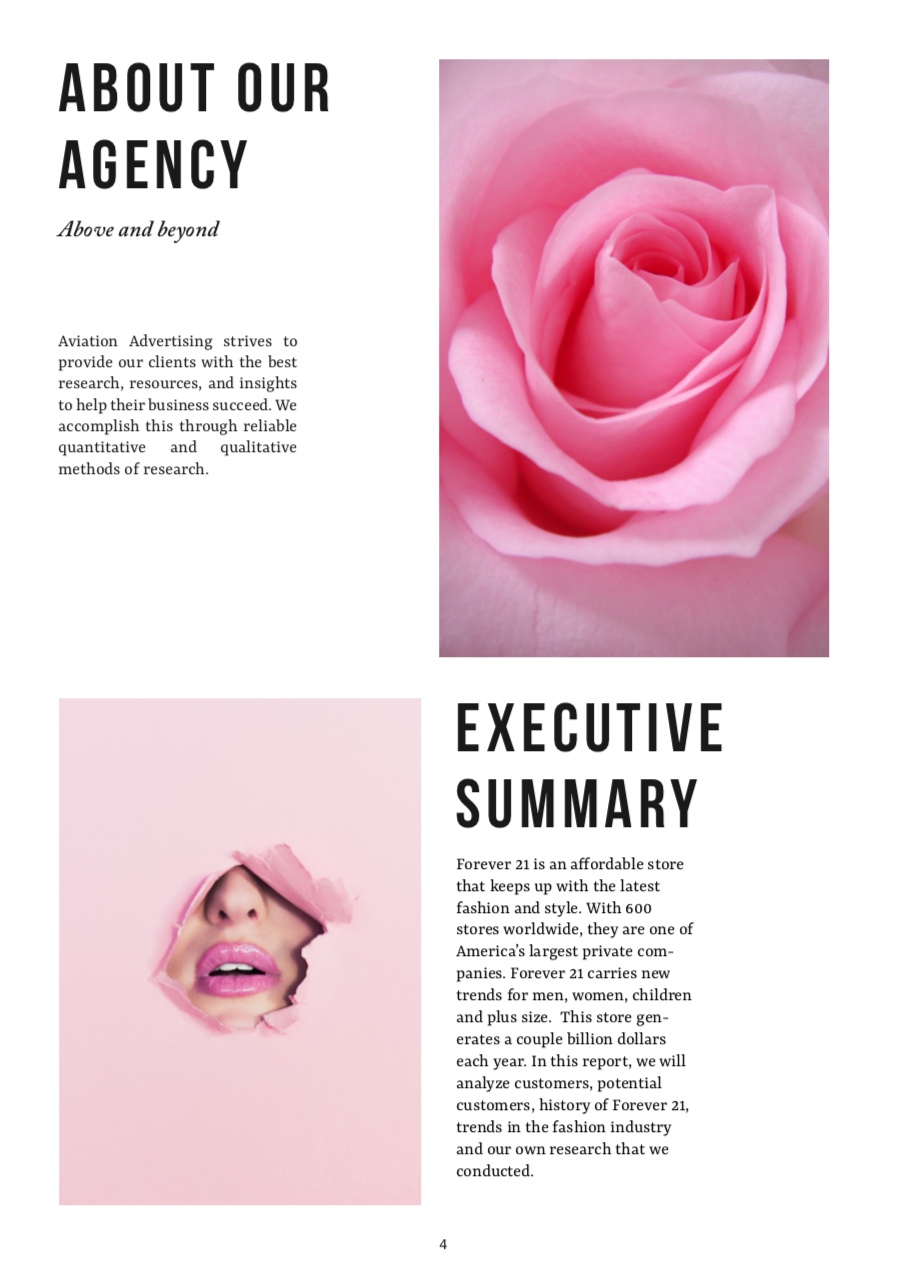 ABOUT OUR
AGENCY
Above and beyond
Aviation Advertising strives to
provide our clients with the best
research, resources, and insights
to help their business succeed. We
accomplish this through reliable
quantitative and qualitative
methods of research.
EXECUTIVE
SUMMARY
Forever 21 is an affordable store
that keeps up with the latest
fashion and style. With 600
stores worldwide, they are one of
America’s largest private com-
panies. Forever 21 carries new
trends for men, women, children
and plus size.  This store gen-
erates a couple billion dollars
each year. In this report, we will
analyze customers, potential
customers, history of Forever 21,
trends in the fashion industry
and our own research that we
conducted.
4